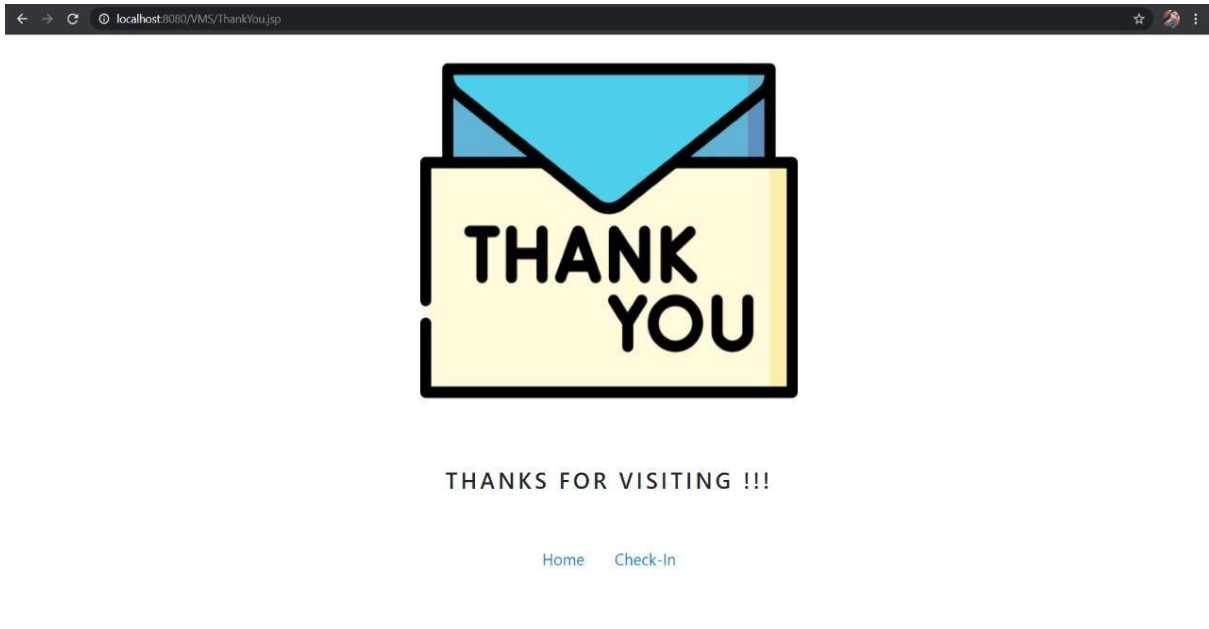 localhost:8080/VMS/ThankYou.jsp
THANK
YOU
THANKS FOR VISITING !!!
Home Check-In